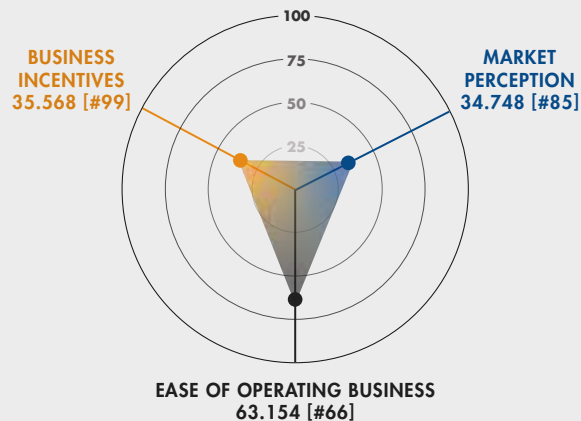 100
BUSINESS
INCENTIVES
35.568 [#99]
75
MARKET
PERCEPTION
34.748 [#85]
50
25
EASE OF OPERATING BUSINESS
63.154 [#66]